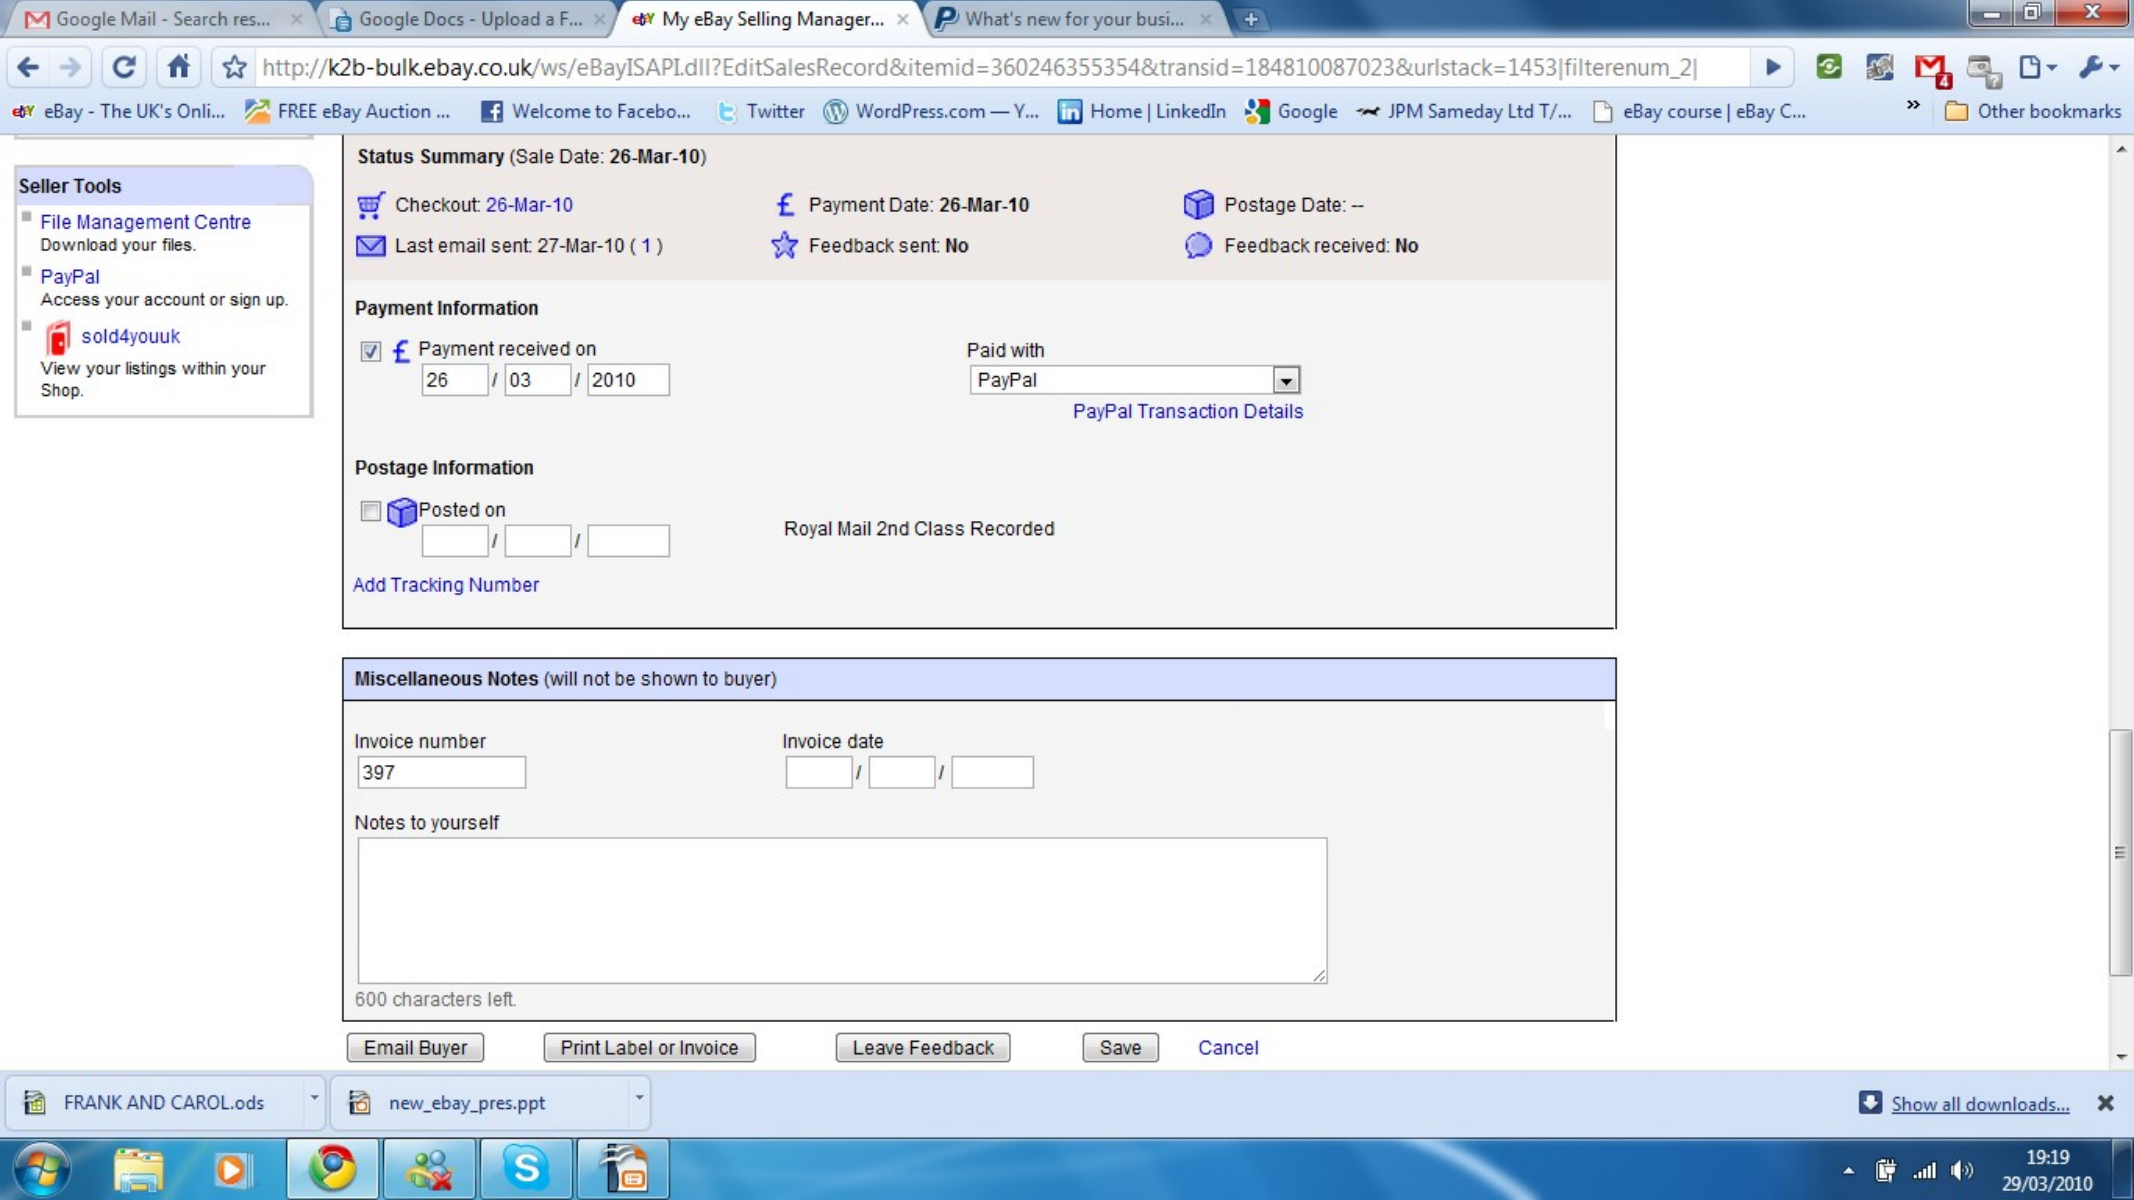 Google Mail - Search res...
Google Docs - Upload a F...
My eBay Selling Manager...
What's new for your busi...
http://k2b-bulk.ebay.co.uk/ws/eBayISAPI.dll?EditSalesRecord&itemid=360246355354&transid=184810087023&urlstack=1453|filterenum_2|
4
eBay - The UK's Onli...
FREE eBay Auction ...
Welcome to Facebo...
Twitter
WordPress.com — Y...
Home | LinkedIn
Google
JPM Sameday Ltd T/...
eBay course | eBay C...
»
Other bookmarks
Seller Tools
File Management Centre
Download your files.
PayPal
Access your account or sign up.
sold4youuk
View your listings within your
Shop.
Status Summary (Sale Date: 26-Mar-10)
Checkout: 26-Mar-10
£ Payment Date: 26-Mar-10
Postage Date: --
Last email sent: 27-Mar-10 ( 1 )
Feedback sent: No
Feedback received: No
Payment Information
£ Payment received on
26 / 03 / 2010
Paid with
PayPal
PayPal Transaction Details
Postage Information
Posted on
/ /
Royal Mail 2nd Class Recorded
Add Tracking Number
Miscellaneous Notes (will not be shown to buyer)
Invoice number
397
Invoice date
/ /
Notes to yourself
600 characters left.
Email Buyer
Print Label or Invoice
Leave Feedback
Save
Cancel
FRANK AND CAROL.ods
new_ebay_pres.ppt
Show all downloads...
19:19
29/03/2010